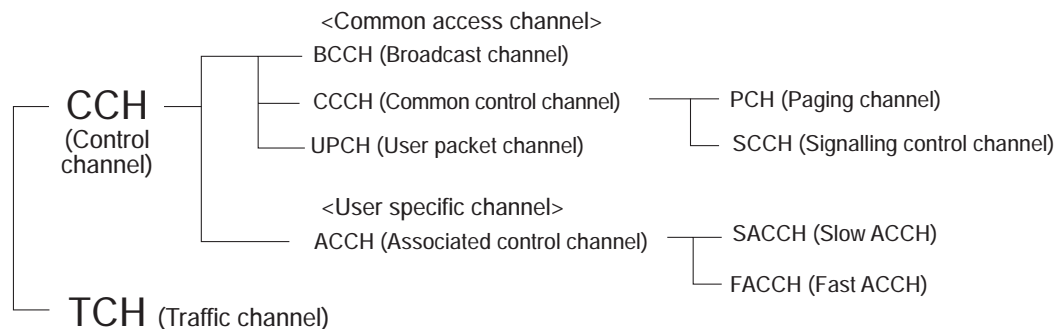 <Common access channel>
BCCH (Broadcast channel)
CCH
(Control
channel)
CCCH (Common control channel)
PCH (Paging channel)
UPCH (User packet channel)
SCCH (Signalling control channel)
<User specific channel>
ACCH (Associated control channel)
SACCH (Slow ACCH)
FACCH (Fast ACCH)
TCH (Traffic channel)